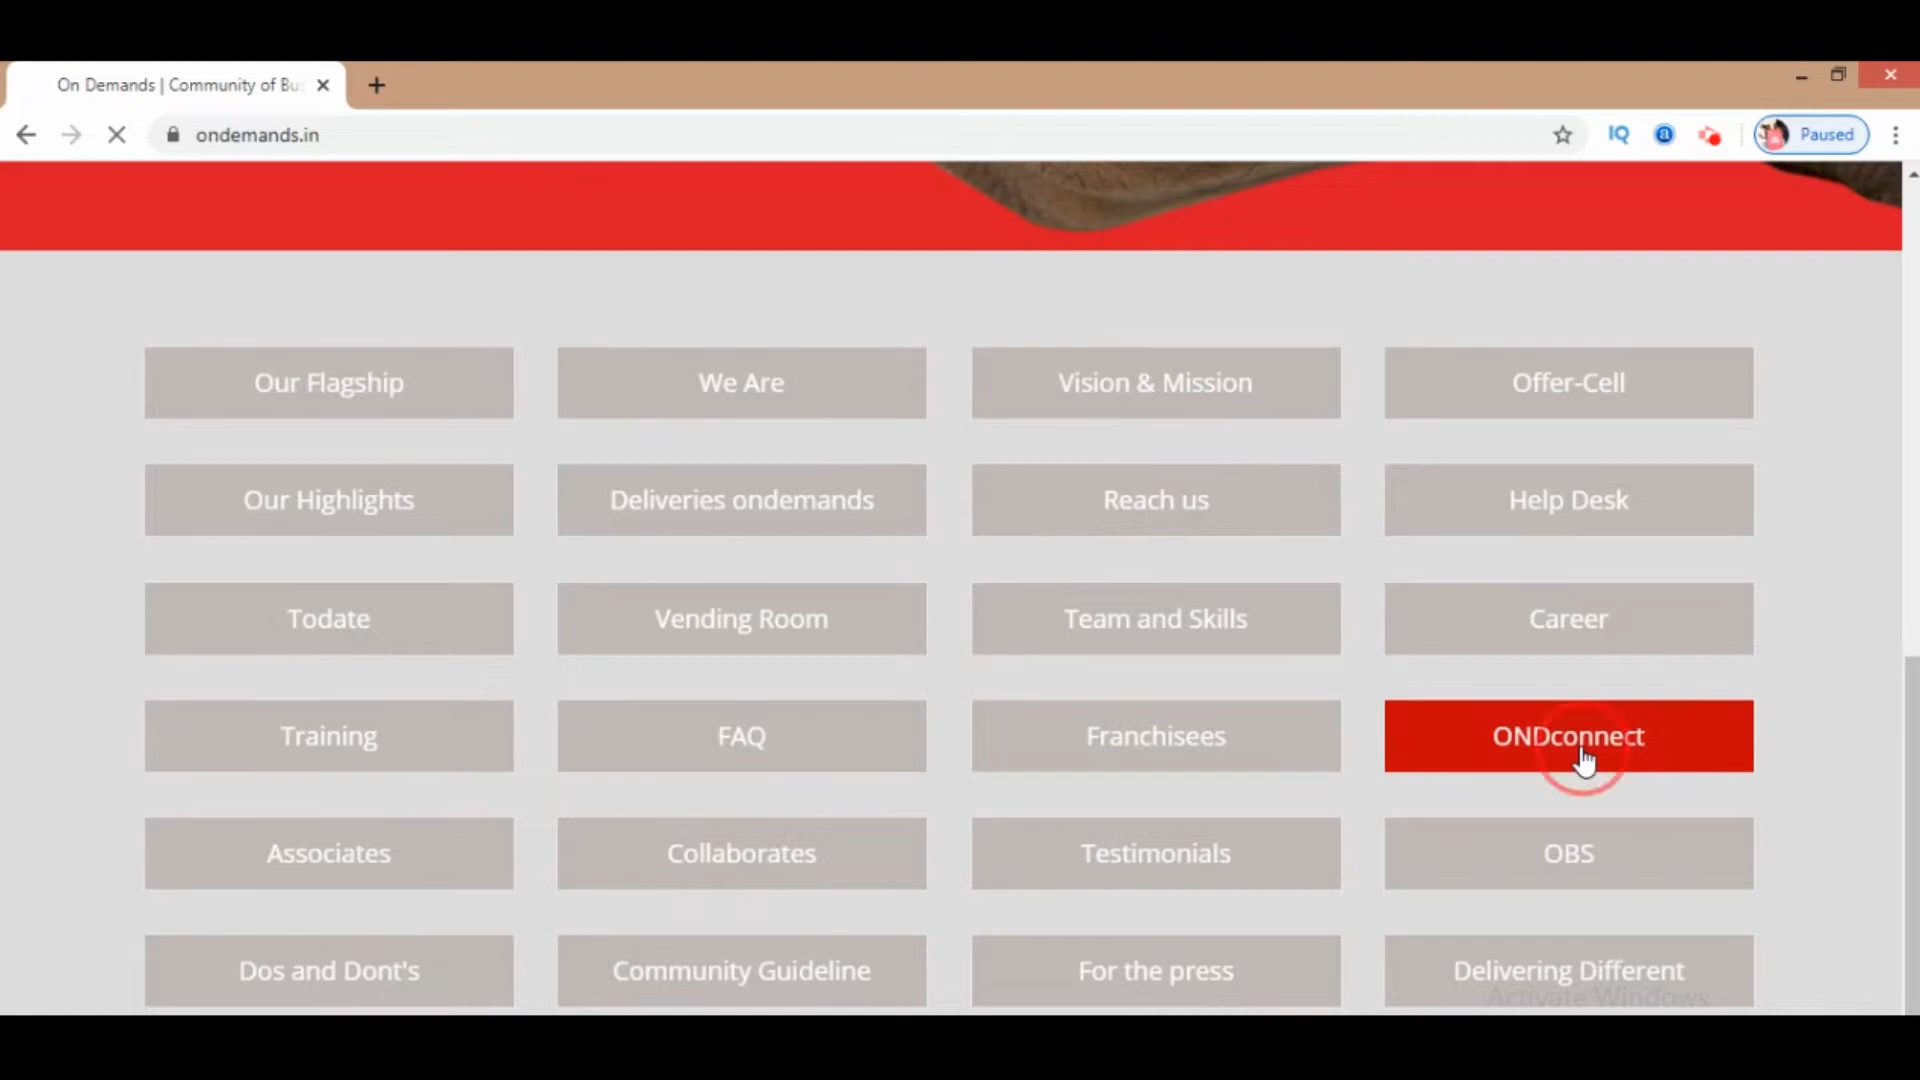 On Demands | Community of Bu
ondemands.in
IQ
a
Paused
Our Flagship
We Are
Vision & Mission
Offer-Cell
Our Highlights
Deliveries ondemands
Reach us
Help Desk
Todate
Vending Room
Team and Skills
Career
Training
FAQ
Franchisees
ONDconnect
Associates
Collaborates
Testimonials
OBS
Dos and Dont's
Community Guideline
For the press
Delivering Different
Activate Windows